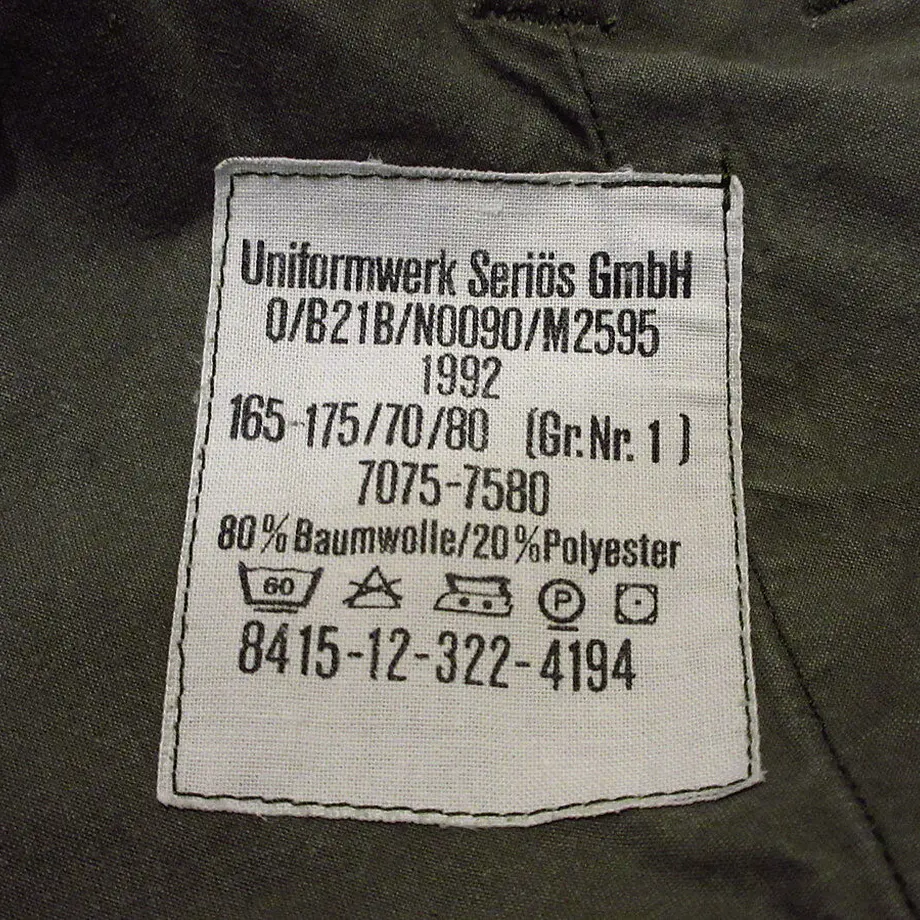 Uniformwerk Seriös GmbH
O/B21B/N0090/M2595
1992
165-175/70/80 (Gr. Nr. 1)
7075-7580
80%Baumwolle/20%Polyester
60 P
8415-12-322-4194